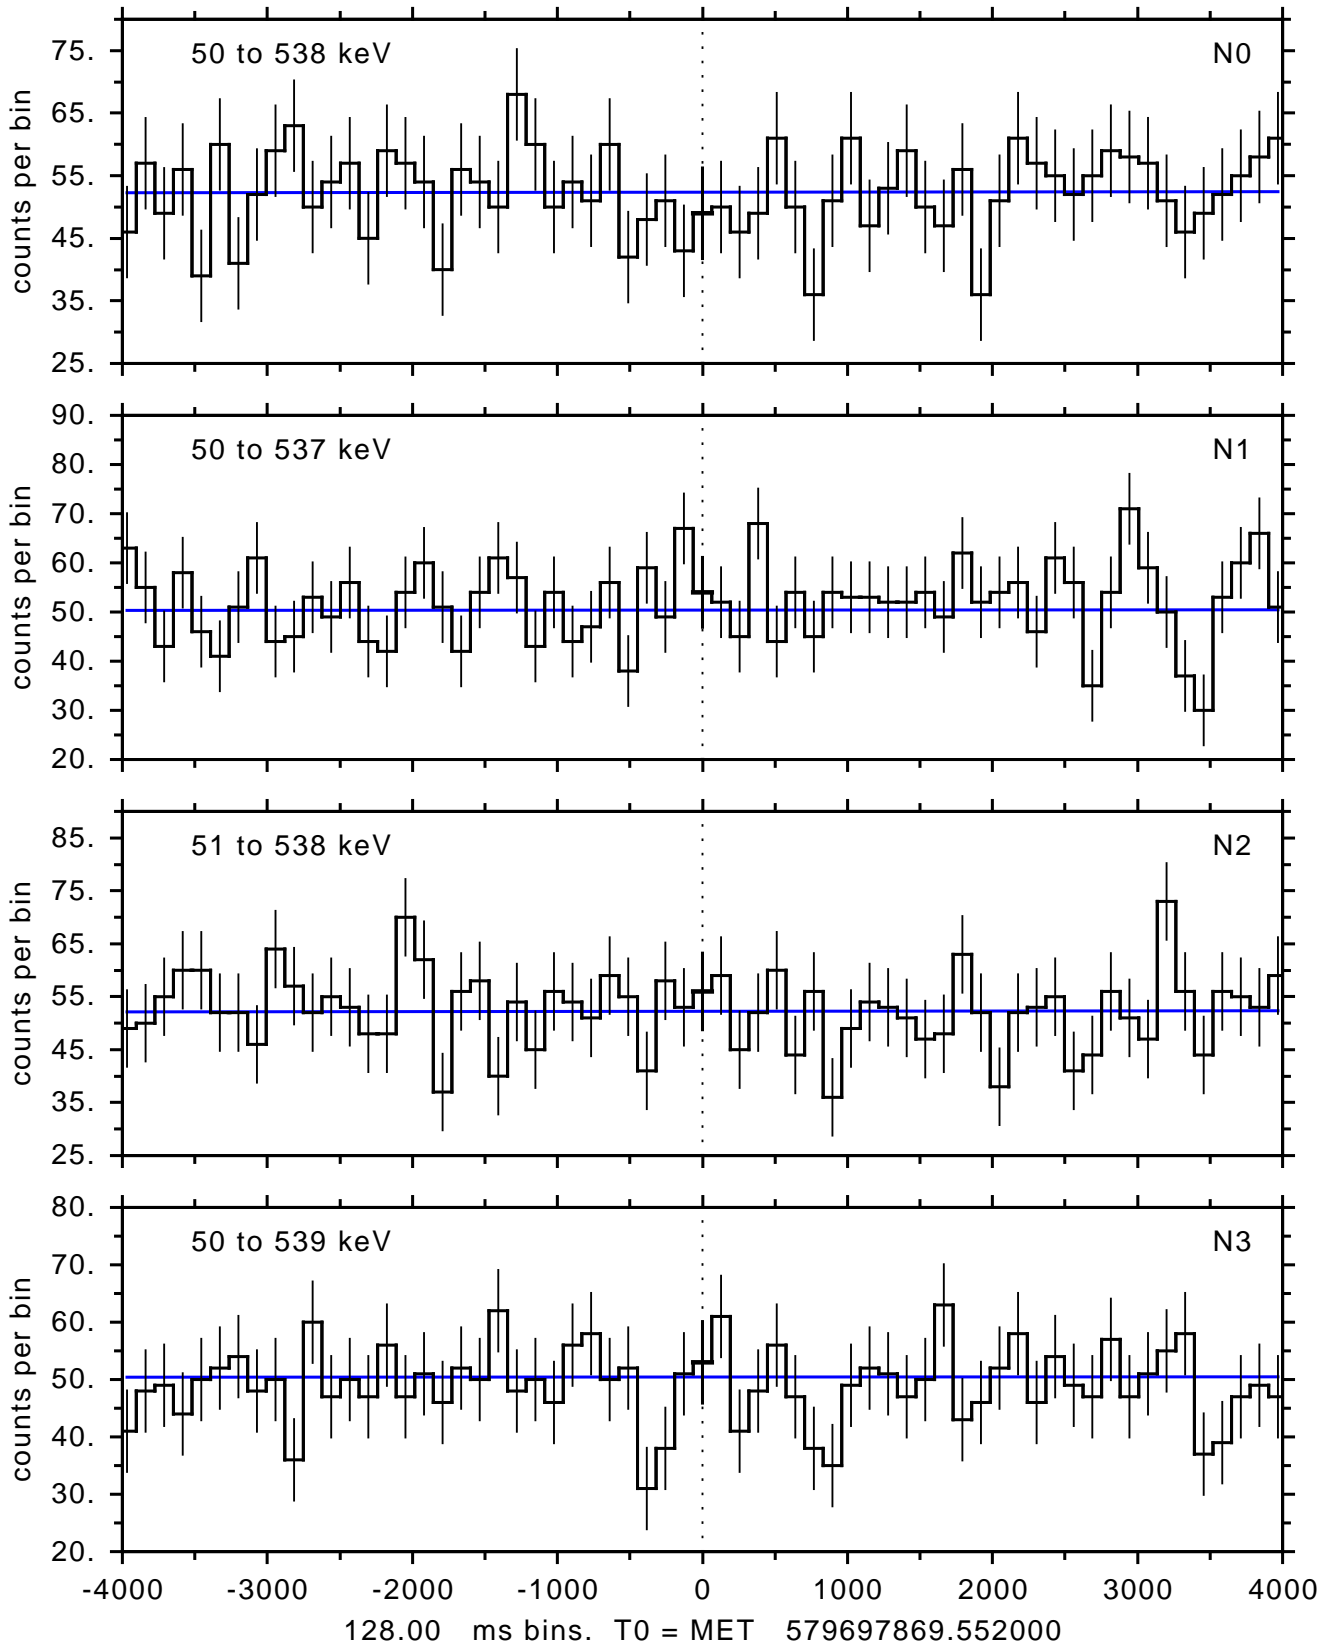 50 to 538 keV N0
75.
65.
55.
45.
35.
25.
counts per bin
50 to 537 keV N1
90.
80.
70.
60.
50.
40.
30.
20.
counts per bin
51 to 538 keV N2
85.
75.
65.
55.
45.
35.
25.
counts per bin
50 to 539 keV N3
80.
70.
60.
50.
40.
30.
20.
counts per bin
-4000 -3000 -2000 -1000 0 1000 2000 3000 4000
128.00 ms bins. T0 = MET 579697869.552000